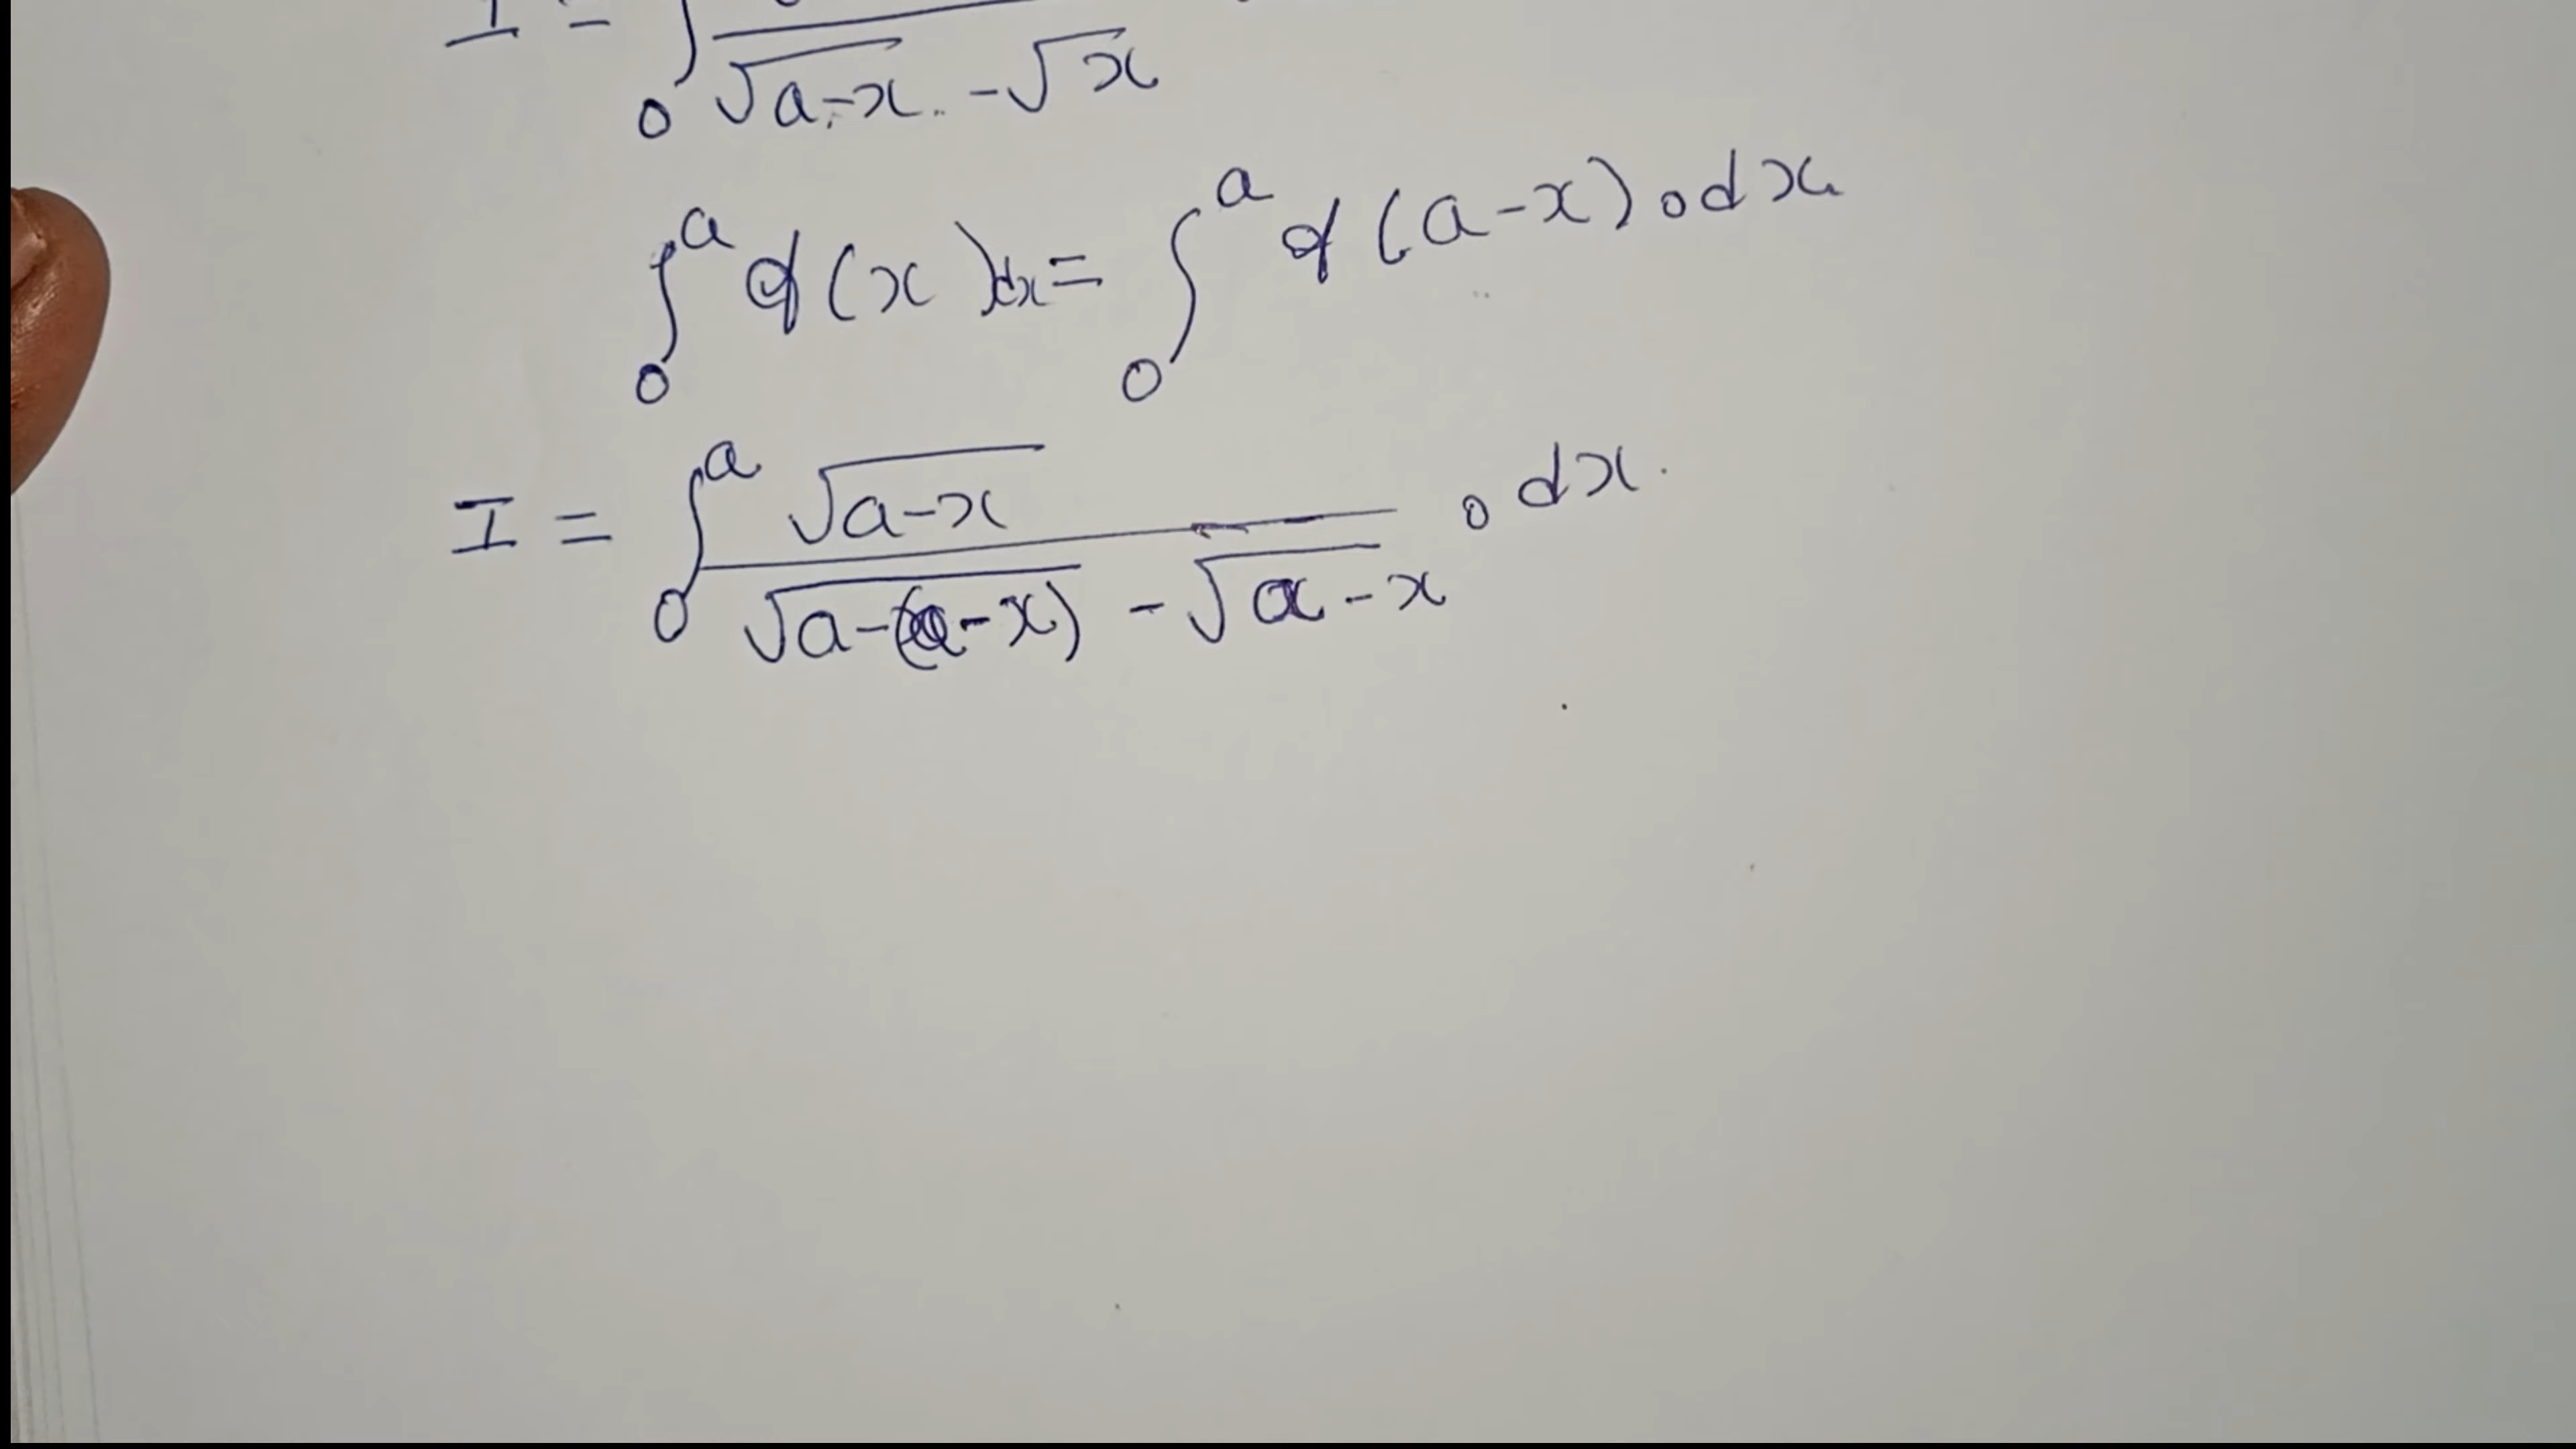 I = ∫₀ / √(a-x) - √x
∫₀ᵃ f(x)dx = ∫₀ᵃ f(a-x).dx
I = ∫₀ᵃ √(a-x) / (√(a-(a-x)) - √(a-x)) . dx.